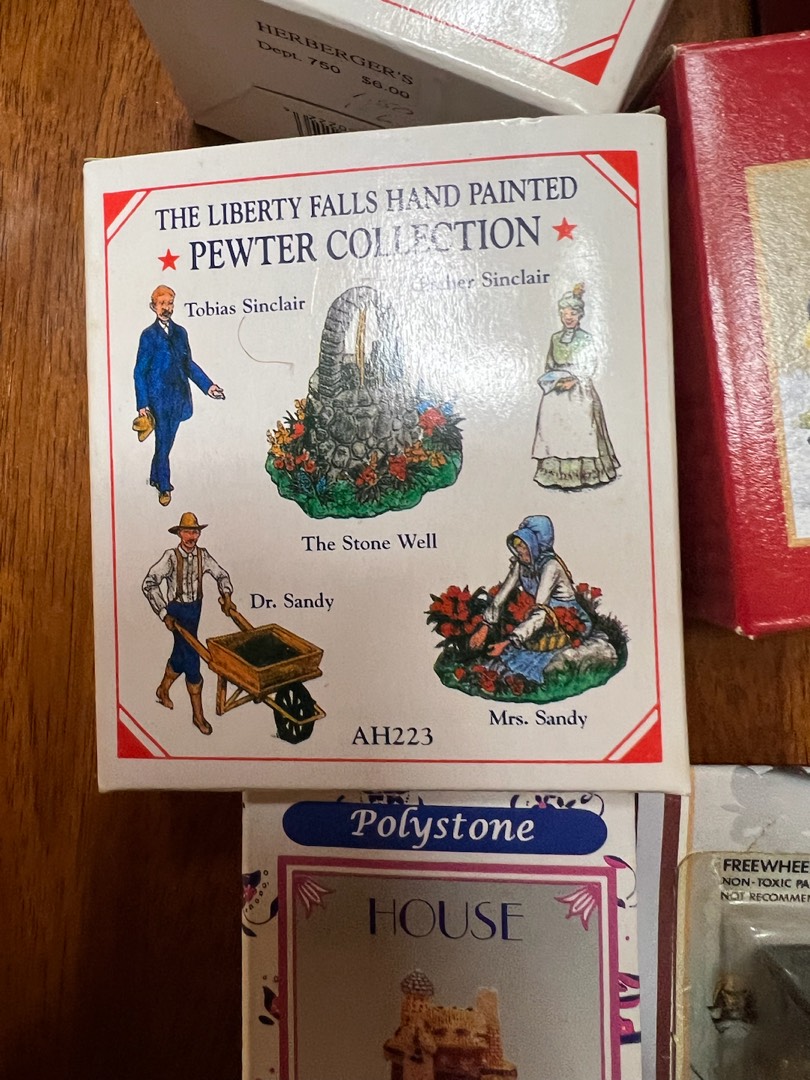 HERBERGER'S
Dept. 750 $6.00
THE LIBERTY FALLS HAND PAINTED
★ PEWTER COLLECTION ★
Sinclair
Tobias Sinclair
The Stone Well
Dr. Sandy
Mrs. Sandy
AH223
Polystone
HOUSE
FREEWHEE
NON-TOXIC PA
NOT RECOMMEN